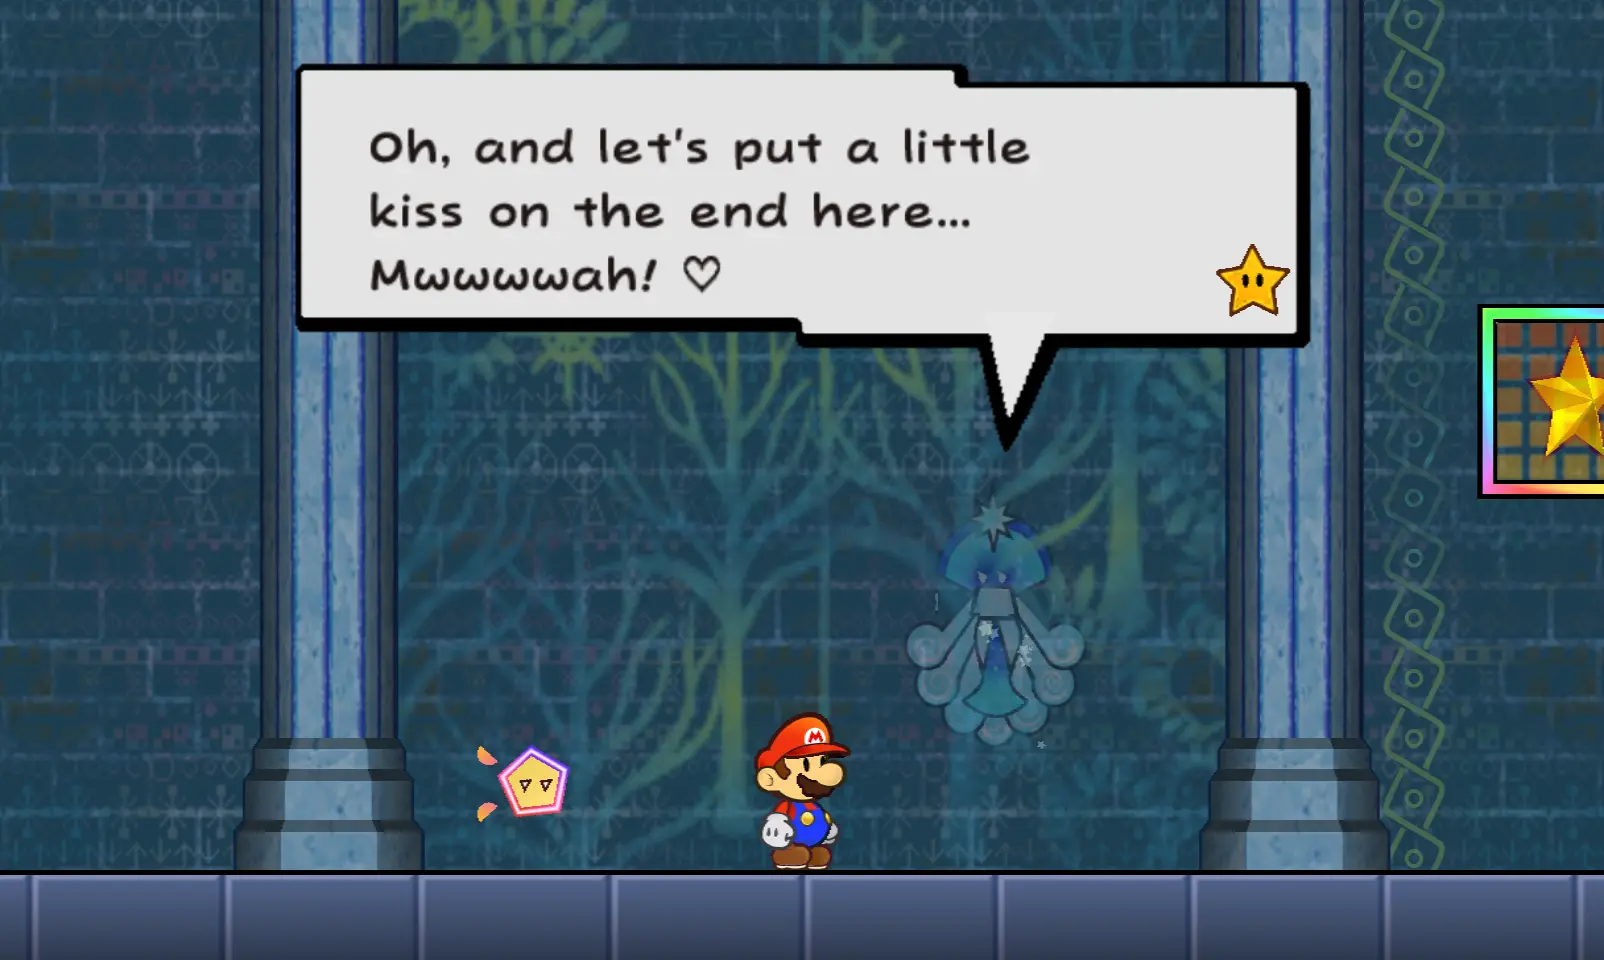 Oh, and let's put a little
kiss on the end here...
Mwwwwah! ♡
M